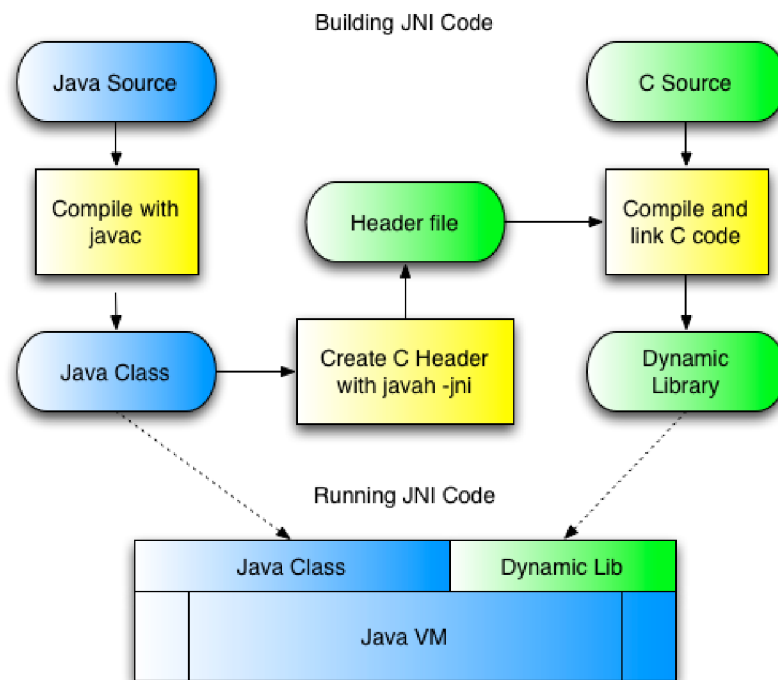 Building JNI Code
Java Source
C Source
Compile with
javac
Header file
Compile and
link C code
Java Class
Create C Header
with javah -jni
Dynamic
Library
Running JNI Code
Java Class
Dynamic Lib
Java VM